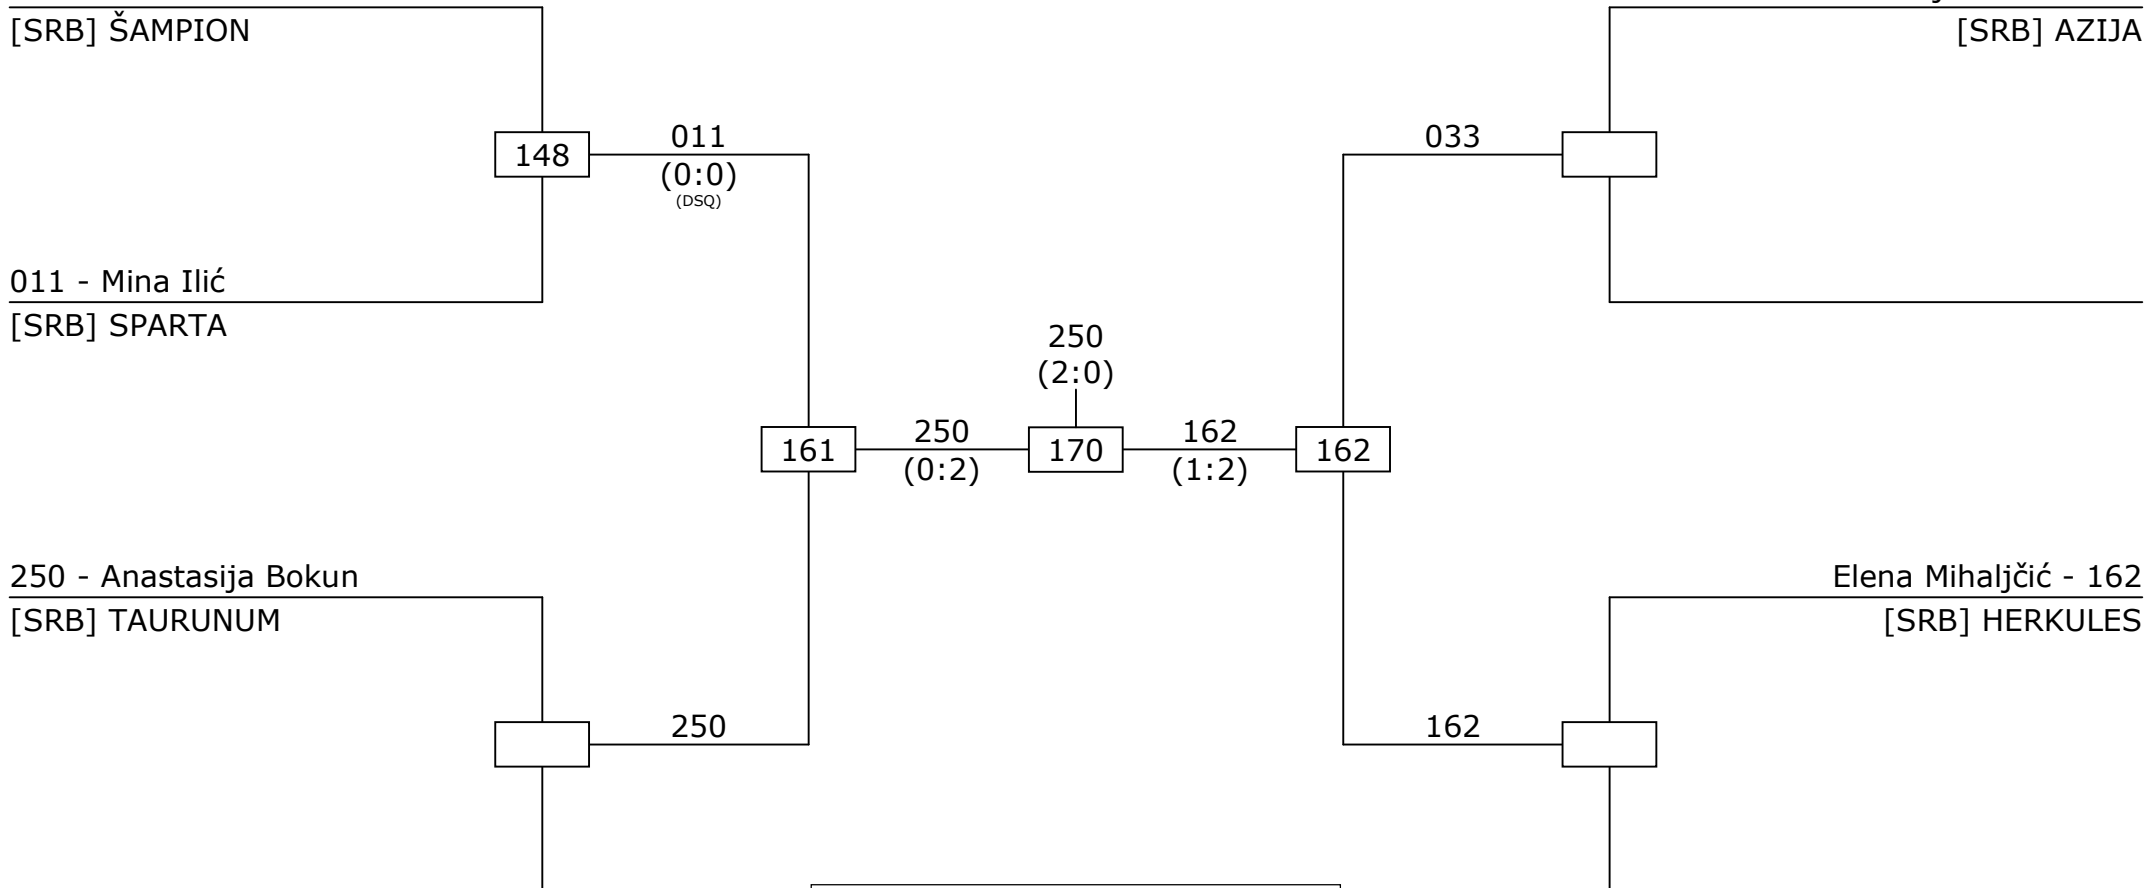 [SRB] ŠAMPION
[SRB] AZIJA
148
011
(0:0)
(DSQ)
033
011 - Mina Ilić
[SRB] SPARTA
250
(2:0)
161
250
(0:2)
170
162
(1:2)
162
250 - Anastasija Bokun
[SRB] TAURUNUM
Elena Mihaljčić - 162
[SRB] HERKULES
250
162